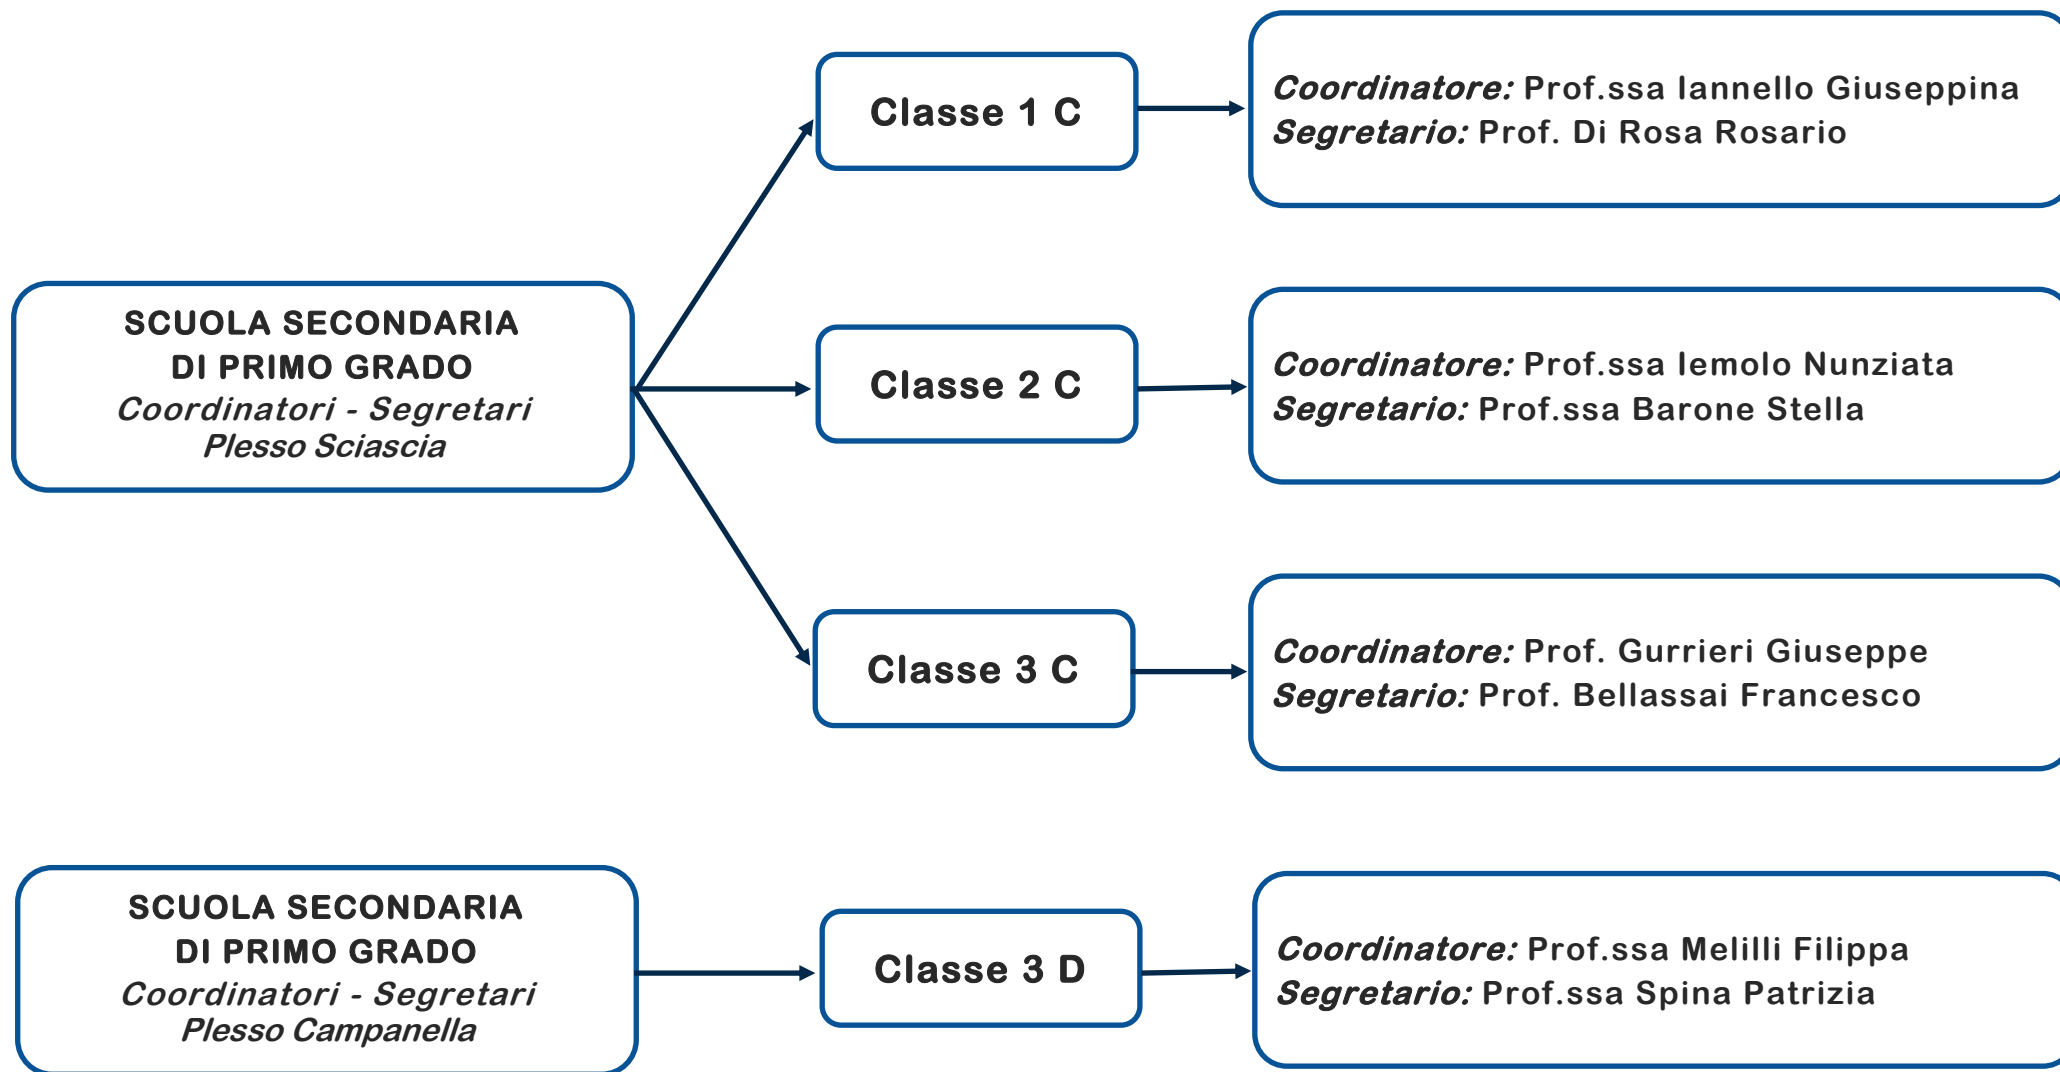 SCUOLA SECONDARIA
DI PRIMO GRADO
Coordinatori - Segretari
Plesso Sciascia
Classe 1 C
Coordinatore: Prof.ssa Iannello Giuseppina
Segretario: Prof. Di Rosa Rosario
Classe 2 C
Coordinatore: Prof.ssa Iemolo Nunziata
Segretario: Prof.ssa Barone Stella
Classe 3 C
Coordinatore: Prof. Gurrieri Giuseppe
Segretario: Prof. Bellassai Francesco
SCUOLA SECONDARIA
DI PRIMO GRADO
Coordinatori - Segretari
Plesso Campanella
Classe 3 D
Coordinatore: Prof.ssa Melilli Filippa
Segretario: Prof.ssa Spina Patrizia